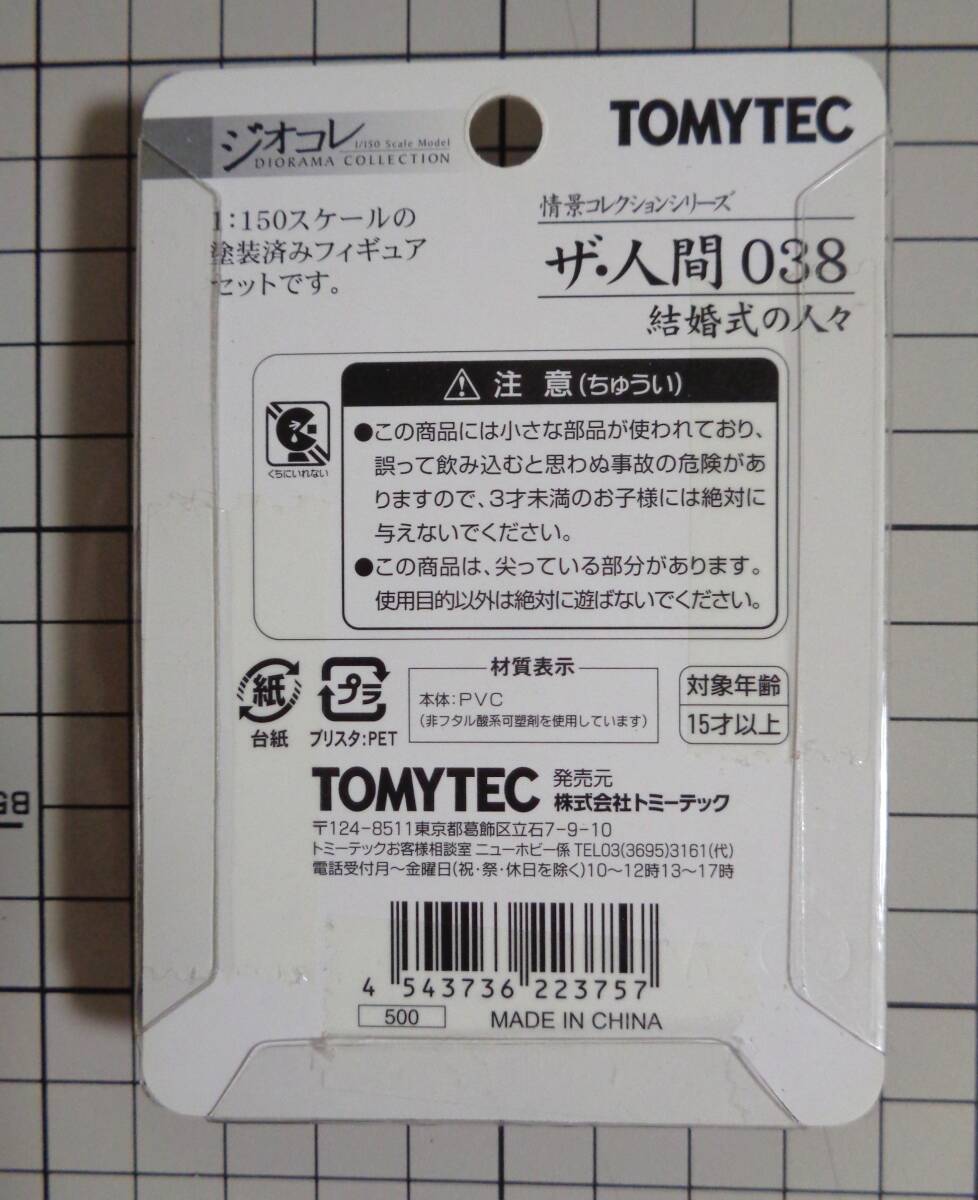 ジオコレ
1/150 Scale Model
DIORAMA COLLECTION
TOMYTEC
1:150スケールの
塗装済みフィギュア
セットです。
情景コレクションシリーズ
ザ・人間 038
結婚式の人々
注 意(ちゅうい)
くちにいれない
●この商品には小さな部品が使われており、
誤って飲み込むと思わぬ事故の危険があ
りますので、3才未満のお子様には絶対に
与えないでください。
●この商品は、尖っている部分があります。
使用目的以外は絶対に遊ばないでください。
紙
台紙
プラ
ブリスタ:PET
材質表示
本体:PVC
(非フタル酸系可塑剤を使用しています)
対象年齢
15才以上
TOMYTEC 発売元
株式会社トミーテック
〒124-8511東京都葛飾区立石7-9-10
トミーテックお客様相談室 ニューホビー係 TEL03(3695)3161(代)
電話受付月〜金曜日(祝・祭・休日を除く)10〜12時13〜17時
4 543736 223757
500
MADE IN CHINA
B5